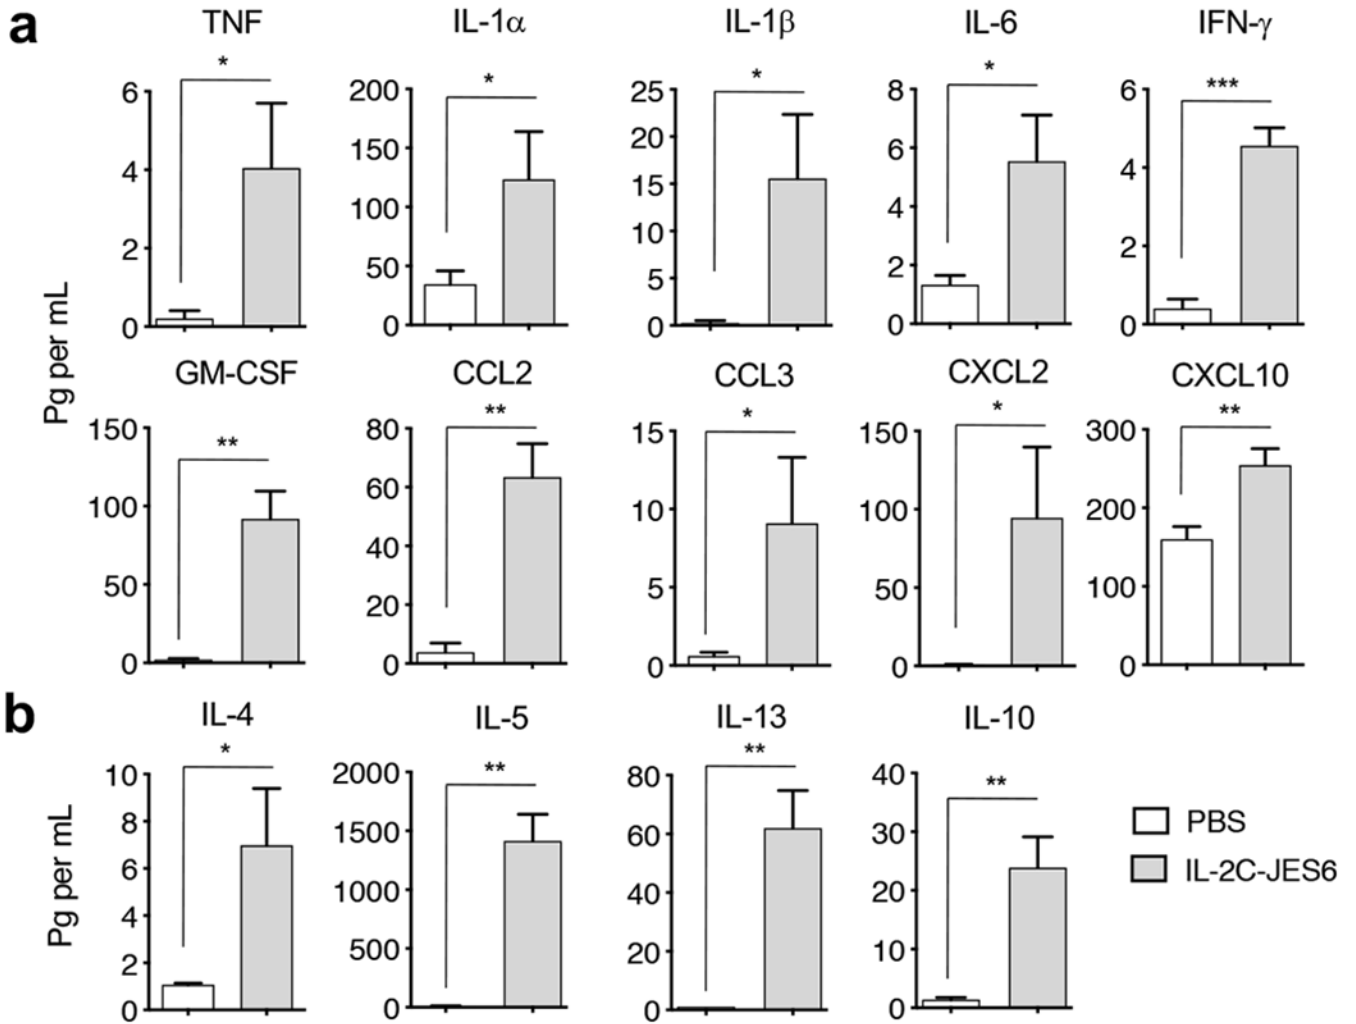 a
TNF IL-1α IL-1β IL-6 IFN-γ
* * * * ***
6 4 2 0
200 150 100 50 0
25 20 15 10 5 0
8 6 4 2 0
6 4 2 0
Pg per mL
GM-CSF CCL2 CCL3 CXCL2 CXCL10
** ** * * **
150 100 50 0
80 60 40 20 0
15 10 5 0
150 100 50 0
300 200 100 0
b
IL-4 IL-5 IL-13 IL-10
* ** ** **
10 8 6 4 2 0
2000 1500 1000 500 0
80 60 40 20 0
40 30 20 10 0
Pg per mL
PBS
IL-2C-JES6